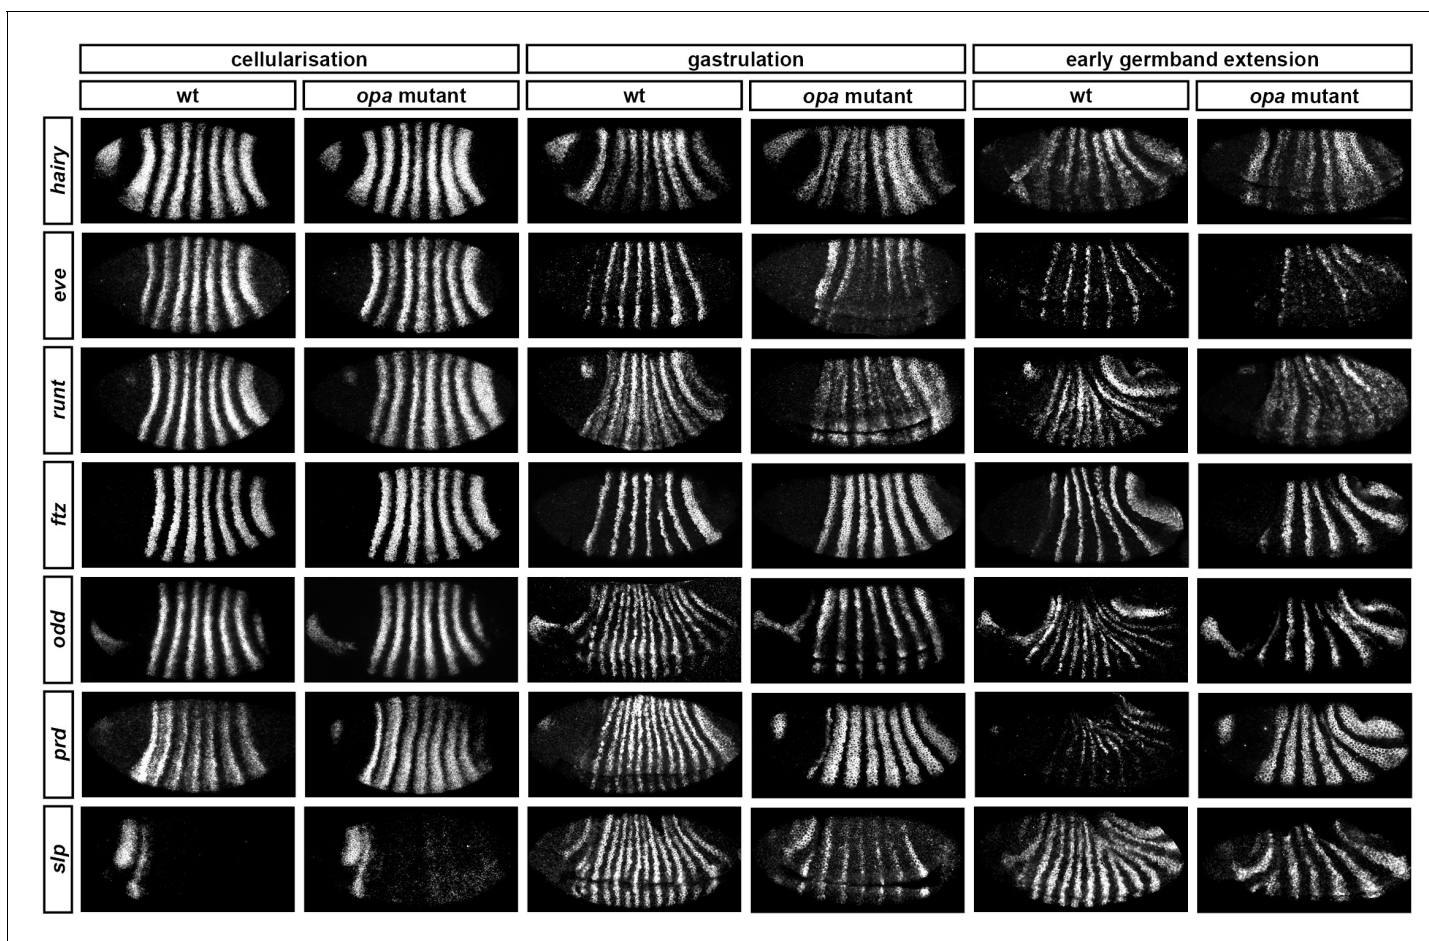 cellularisation gastrulation early germband extension
wt opa mutant wt opa mutant wt opa mutant
hairy
eve
runt
ftz
odd
prd
slp